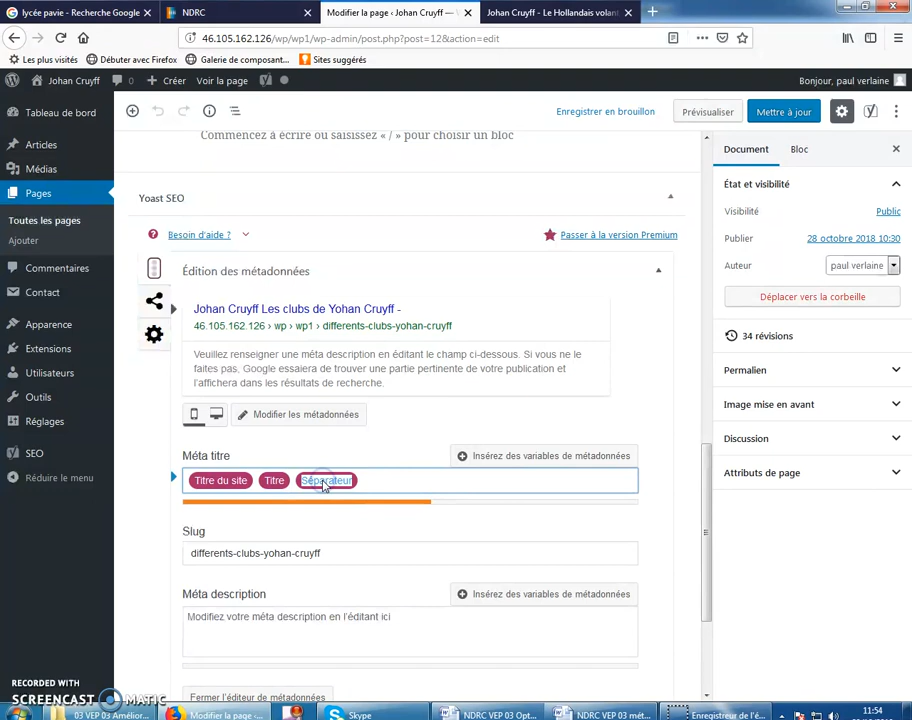 lycée pavie - Recherche Google
NDRC
Modifier la page ‹ Johan Cruyff —
Johan Cruyff - Le Hollandais volant
46.105.162.126/wp/wp1/wp-admin/post.php?post=12&action=edit
Les plus visités
Débuter avec Firefox
Galerie de composant...
Sites suggérés
Johan Cruyff
Créer
Voir la page
Bonjour, paul verlaine
Tableau de bord
Articles
Médias
Pages
Toutes les pages
Ajouter
Commentaires
Contact
Apparence
Extensions
Utilisateurs
Outils
Réglages
SEO
Réduire le menu
Enregistrer en brouillon
Prévisualiser
Mettre à jour
Commencez à écrire ou saisissez « / » pour choisir un bloc
Yoast SEO
Besoin d'aide ?
Passer à la version Premium
Édition des métadonnées
Johan Cruyff Les clubs de Yohan Cruyff -
46.105.162.126 › wp › wp1 › differents-clubs-yohan-cruyff
Veuillez renseigner une méta description en éditant le champ ci-dessous. Si vous ne le
faites pas, Google essaiera de trouver une partie pertinente de votre publication et
l'affichera dans les résultats de recherche.
Modifier les métadonnées
Méta titre
Insérez des variables de métadonnées
Titre du site
Titre
Séparateur
Slug
differents-clubs-yohan-cruyff
Méta description
Insérez des variables de métadonnées
Modifiez votre méta description en l'éditant ici
Fermer l'éditeur de métadonnées
Document
Bloc
État et visibilité
Visibilité
Public
Publier
28 octobre 2018 10:30
Auteur
paul verlaine
Déplacer vers la corbeille
34 révisions
Permalien
Image mise en avant
Discussion
Attributs de page
RECORDED WITH
SCREENCAST MATIC
03 VEP 03 Amélior...
Modifier la page ‹...
Skype
NDRC VEP 03 Opt...
NDRC VEP 03 mét...
Enregistreur de l'é...
11:54